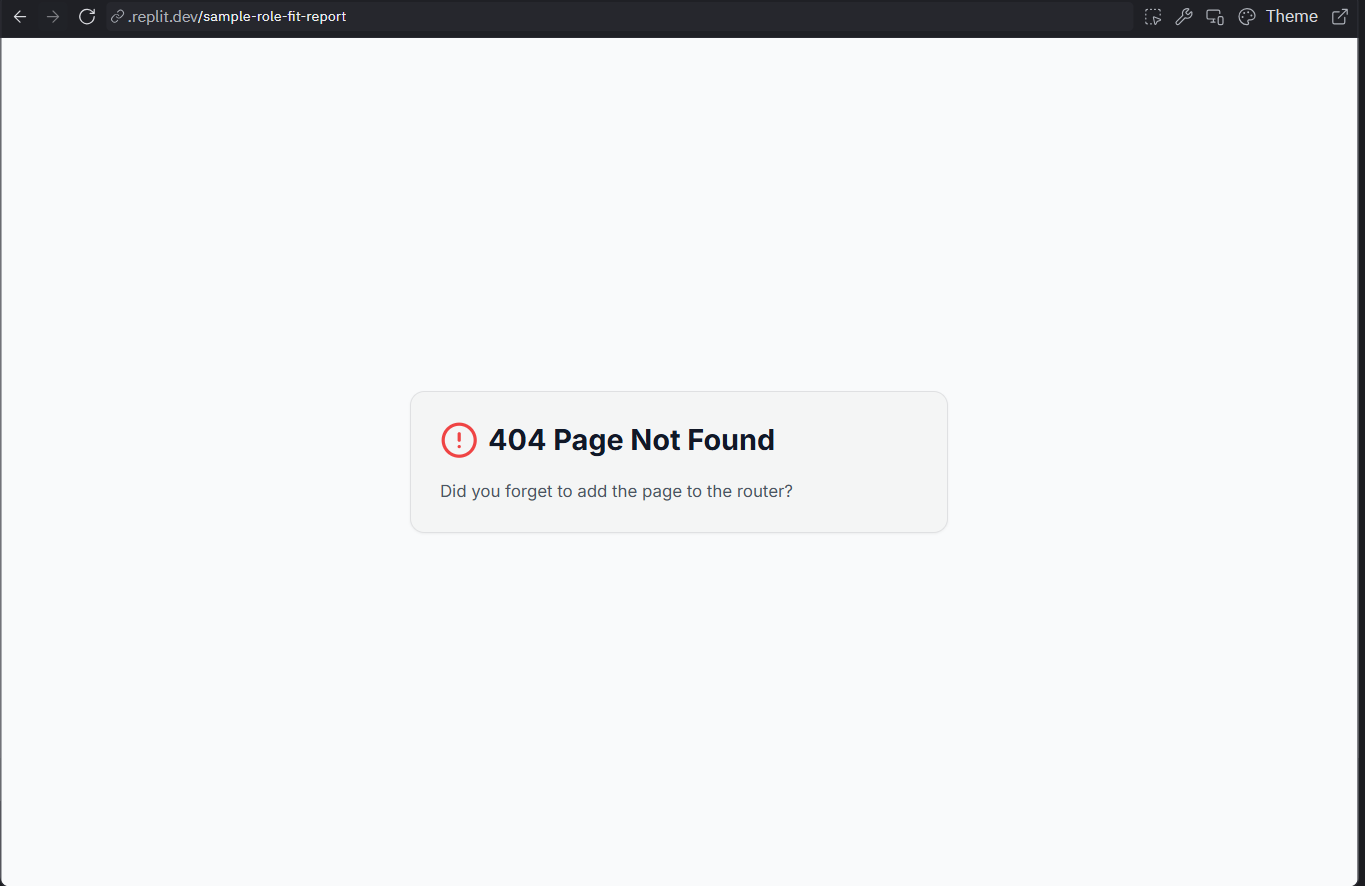 .replit.dev/sample-role-fit-report
Theme
404 Page Not Found
Did you forget to add the page to the router?